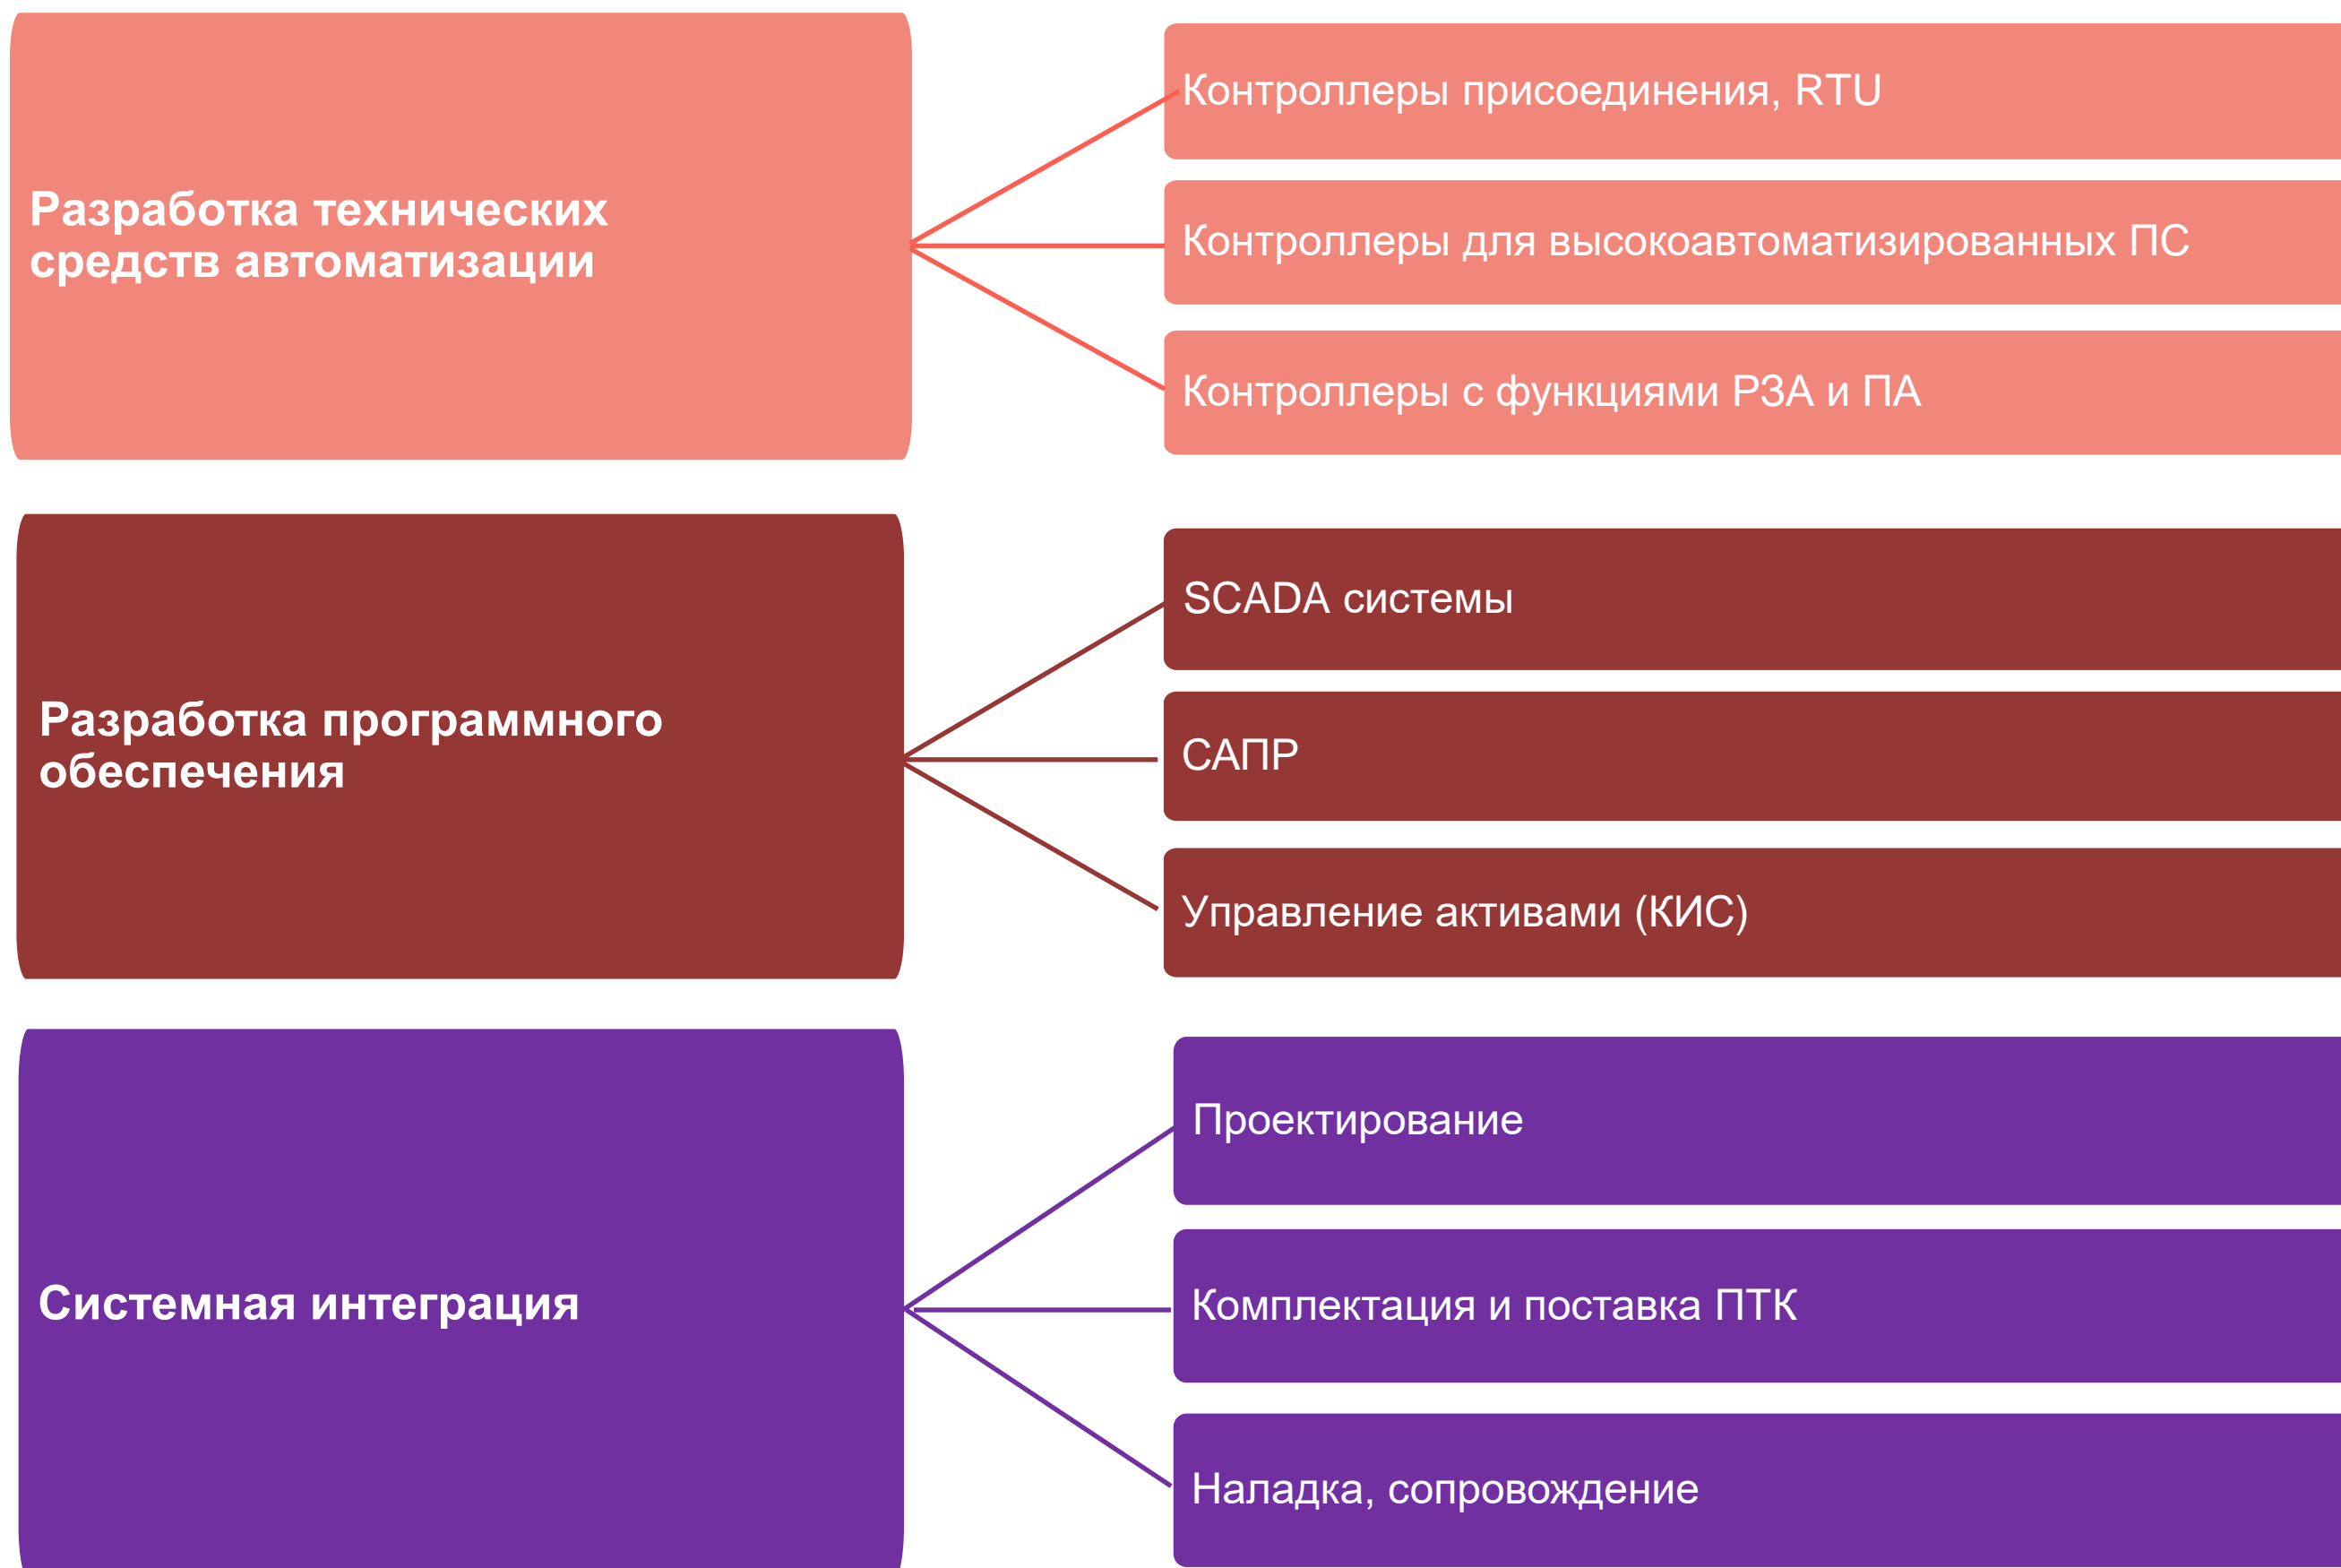 Разработка технических
средств автоматизации
Контроллеры присоединения, RTU
Контроллеры для высокоавтоматизированных ПС
Контроллеры с функциями РЗА и ПА
Разработка программного
обеспечения
SCADA системы
САПР
Управление активами (КИС)
Системная интеграция
Проектирование
Комплектация и поставка ПТК
Наладка, сопровождение